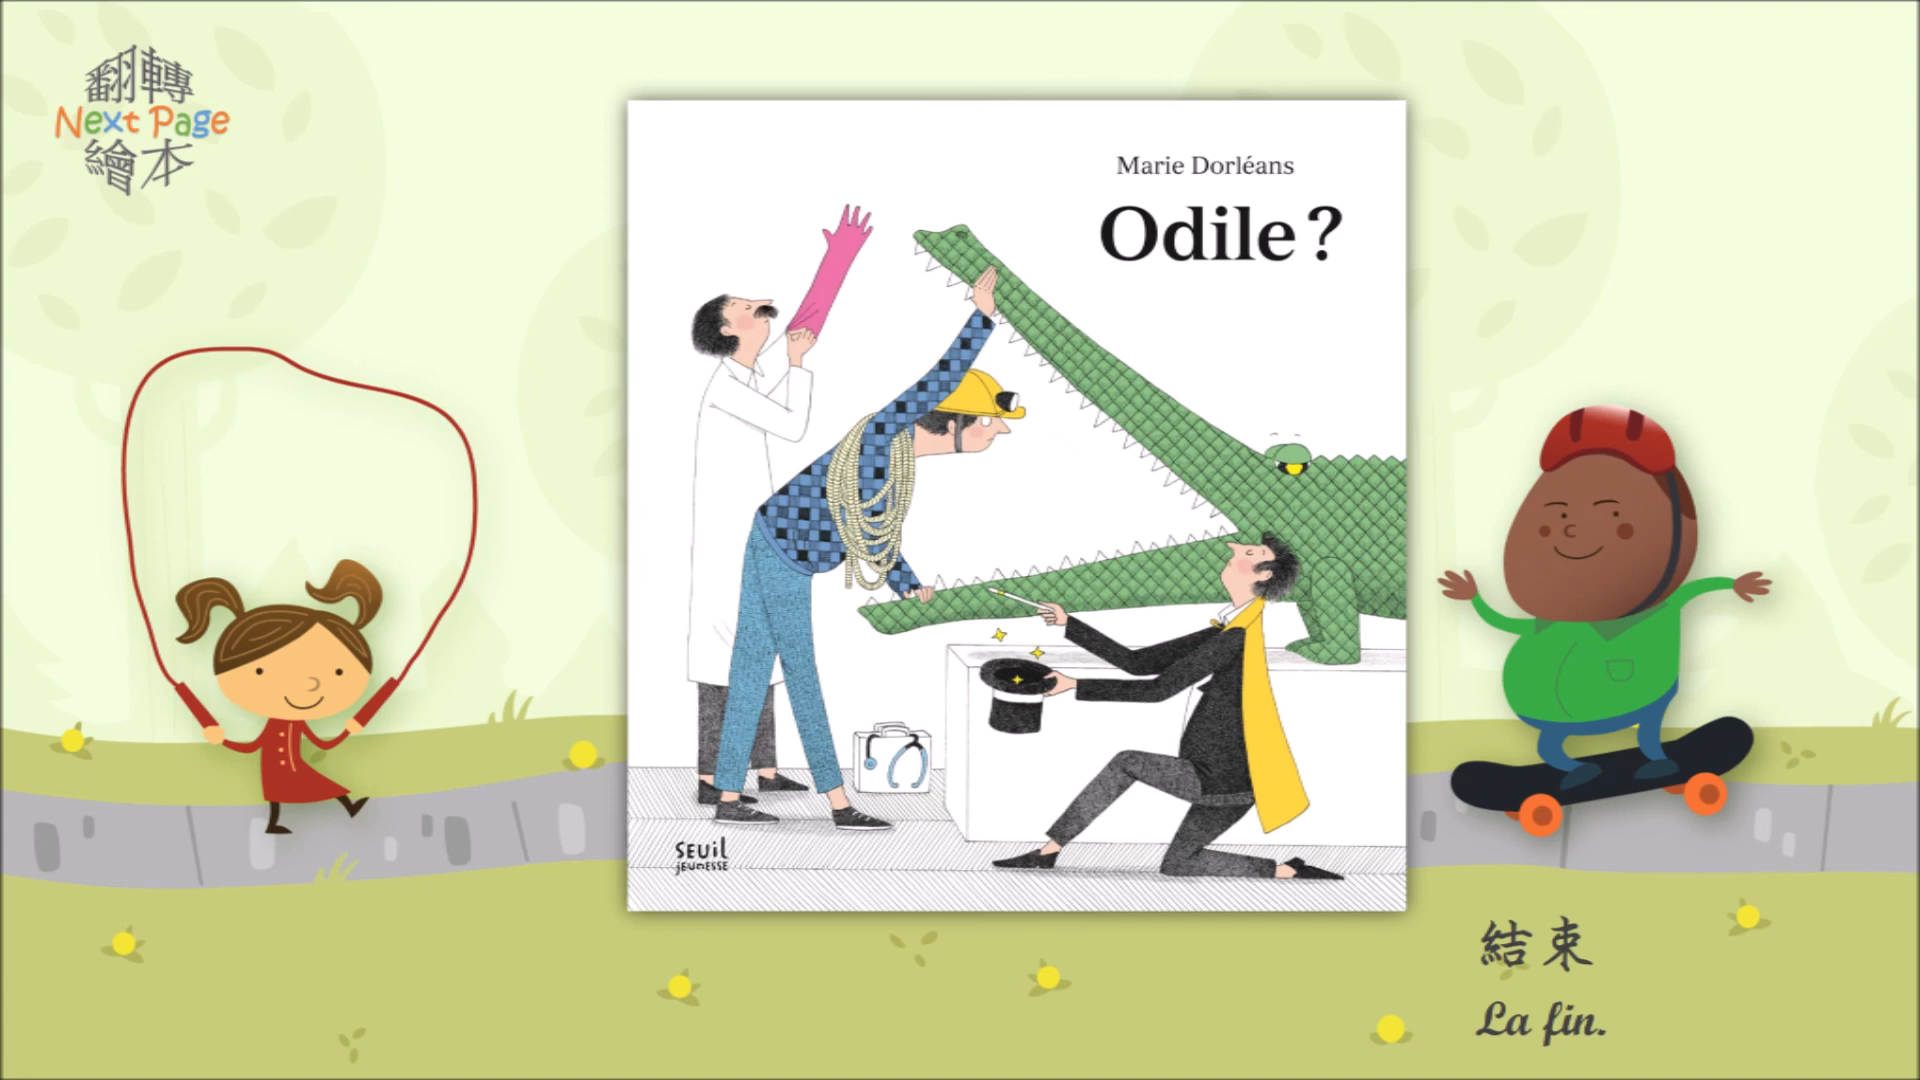 翻轉
Next Page
繪本
Marie Dorléans
Odile ?
SEUIL
JEUNESSE
結束
La fin.